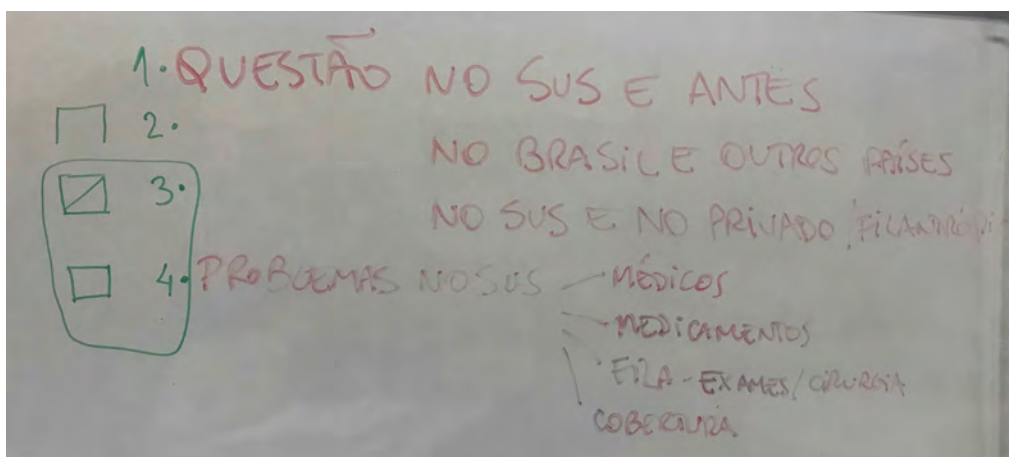 1. QUESTÃO NO SUS E ANTES
2.
NO BRASIL E OUTROS PAÍSES
3.
NO SUS E NO PRIVADO, FILANTRÓPI
4. PROBLEMAS NO SUS - MÉDICOS
- MEDICAMENTOS
FILA - EXAMES/CIRURGIA
COBERTURA